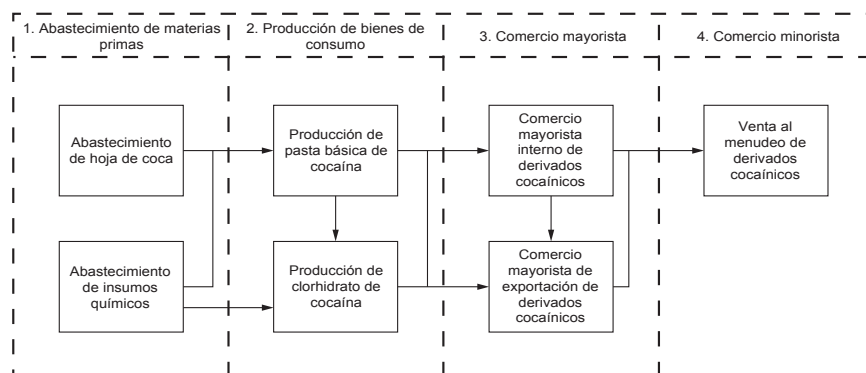 1. Abastecimiento de materias
primas
2. Producción de bienes de
consumo
3. Comercio mayorista
4. Comercio minorista
Abastecimiento
de hoja de coca
Producción de
pasta básica de
cocaína
Comercio
mayorista
interno de
derivados
cocaínicos
Venta al
menudeo de
derivados
cocaínicos
Abastecimiento
de insumos
químicos
Producción de
clorhidrato de
cocaína
Comercio
mayorista de
exportación de
derivados
cocaínicos